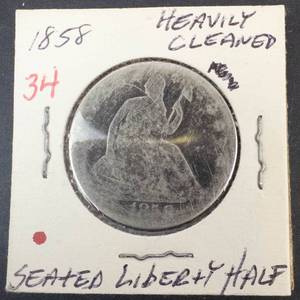 1858 HEAVILY
CLEANED
34
SEATED LIBERTY HALF